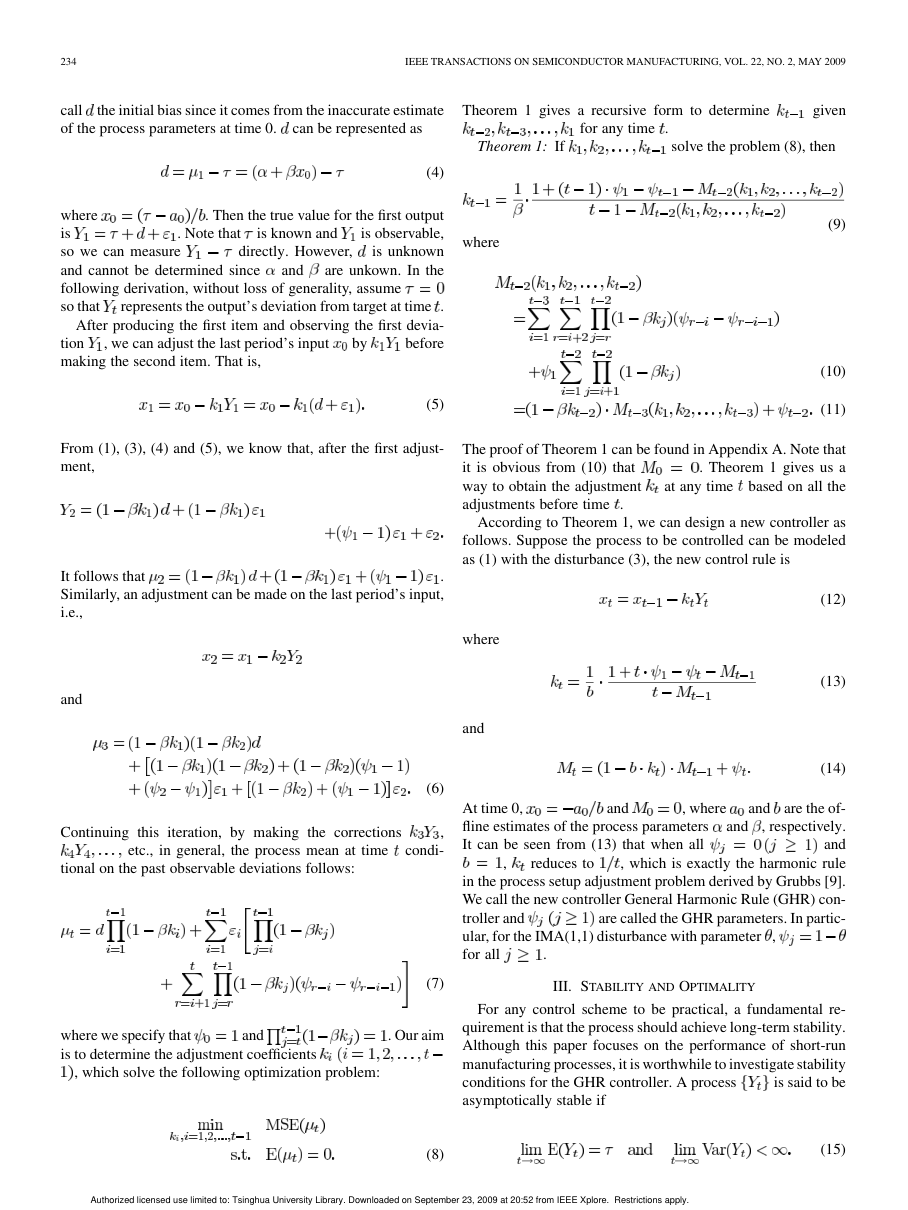 234
IEEE TRANSACTIONS ON SEMICONDUCTOR MANUFACTURING, VOL. 22, NO. 2, MAY 2009
call d the initial bias since it comes from the inaccurate estimate
of the process parameters at time 0. d can be represented as
d = μ₁ − τ = (α + βx₀) − τ (4)
where x₀ = (τ − a₀)/b. Then the true value for the first output
is Y₁ = τ + d + ε₁. Note that τ is known and Y₁ is observable,
so we can measure Y₁ − τ directly. However, d is unknown
and cannot be determined since α and β are unkown. In the
following derivation, without loss of generality, assume τ = 0
so that Yₜ represents the output's deviation from target at time t.
After producing the first item and observing the first devia-
tion Y₁, we can adjust the last period's input x₀ by k₁Y₁ before
making the second item. That is,
x₁ = x₀ − k₁Y₁ = x₀ − k₁(d + ε₁). (5)
From (1), (3), (4) and (5), we know that, after the first adjust-
ment,
Y₂ = (1 − βk₁) d + (1 − βk₁) ε₁
+(ψ₁ − 1) ε₁ + ε₂.
It follows that μ₂ = (1 − βk₁) d + (1 − βk₁) ε₁ + (ψ₁ − 1) ε₁.
Similarly, an adjustment can be made on the last period's input,
i.e.,
x₂ = x₁ − k₂Y₂
and
μ₃ = (1 − βk₁)(1 − βk₂)d
+ [(1 − βk₁)(1 − βk₂) + (1 − βk₂)(ψ₁ − 1)
+ (ψ₂ − ψ₁)]ε₁ + [(1 − βk₂) + (ψ₁ − 1)]ε₂. (6)
Continuing this iteration, by making the corrections k₃Y₃,
k₄Y₄, . . . , etc., in general, the process mean at time t condi-
tional on the past observable deviations follows:
μₜ = d ∏_{i=1}^{t−1} (1 − βkᵢ) + ∑_{i=1}^{t−1} εᵢ [ ∏_{j=i}^{t−1} (1 − βkⱼ)
+ ∑_{r=i+1}^{t} ∏_{j=r}^{t−1} (1 − βkⱼ)(ψ_{r−i} − ψ_{r−i−1}) ] (7)
where we specify that ψ₀ = 1 and ∏_{j=t}^{t−1}(1 − βkⱼ) = 1. Our aim
is to determine the adjustment coefficients kᵢ (i = 1, 2, . . . , t −
1), which solve the following optimization problem:
min_{kᵢ,i=1,2,...,t−1} MSE(μₜ)
s.t. E(μₜ) = 0. (8)
Theorem 1 gives a recursive form to determine k_{t−1} given
k_{t−2}, k_{t−3}, . . . , k₁ for any time t.
Theorem 1: If k₁, k₂, . . . , k_{t−1} solve the problem (8), then
k_{t−1} = 1/β · (1 + (t − 1) · ψ₁ − ψ_{t−1} − M_{t−2}(k₁, k₂, . . . , k_{t−2})) / (t − 1 − M_{t−2}(k₁, k₂, . . . , k_{t−2}))
(9)
where
M_{t−2}(k₁, k₂, . . . , k_{t−2})
= ∑_{i=1}^{t−3} ∑_{r=i+2}^{t−1} ∏_{j=r}^{t−2} (1 − βkⱼ)(ψ_{r−i} − ψ_{r−i−1})
+ψ₁ ∑_{i=1}^{t−2} ∏_{j=i+1}^{t−2} (1 − βkⱼ) (10)
=(1 − βk_{t−2}) · M_{t−3}(k₁, k₂, . . . , k_{t−3}) + ψ_{t−2}. (11)
The proof of Theorem 1 can be found in Appendix A. Note that
it is obvious from (10) that M₀ = 0. Theorem 1 gives us a
way to obtain the adjustment kₜ at any time t based on all the
adjustments before time t.
According to Theorem 1, we can design a new controller as
follows. Suppose the process to be controlled can be modeled
as (1) with the disturbance (3), the new control rule is
xₜ = x_{t−1} − kₜYₜ (12)
where
kₜ = 1/b · (1 + t · ψ₁ − ψₜ − M_{t−1}) / (t − M_{t−1}) (13)
and
Mₜ = (1 − b · kₜ) · M_{t−1} + ψₜ. (14)
At time 0, x₀ = −a₀/b and M₀ = 0, where a₀ and b are the of-
fline estimates of the process parameters α and β, respectively.
It can be seen from (13) that when all ψⱼ = 0 (j ≥ 1) and
b = 1, kₜ reduces to 1/t, which is exactly the harmonic rule
in the process setup adjustment problem derived by Grubbs [9].
We call the new controller General Harmonic Rule (GHR) con-
troller and ψⱼ (j ≥ 1) are called the GHR parameters. In partic-
ular, for the IMA(1,1) disturbance with parameter θ, ψⱼ = 1 − θ
for all j ≥ 1.
III. STABILITY AND OPTIMALITY
For any control scheme to be practical, a fundamental re-
quirement is that the process should achieve long-term stability.
Although this paper focuses on the performance of short-run
manufacturing processes, it is worthwhile to investigate stability
conditions for the GHR controller. A process {Yₜ} is said to be
asymptotically stable if
lim_{t→∞} E(Yₜ) = τ and lim_{t→∞} Var(Yₜ) < ∞. (15)
Authorized licensed use limited to: Tsinghua University Library. Downloaded on September 23, 2009 at 20:52 from IEEE Xplore. Restrictions apply.